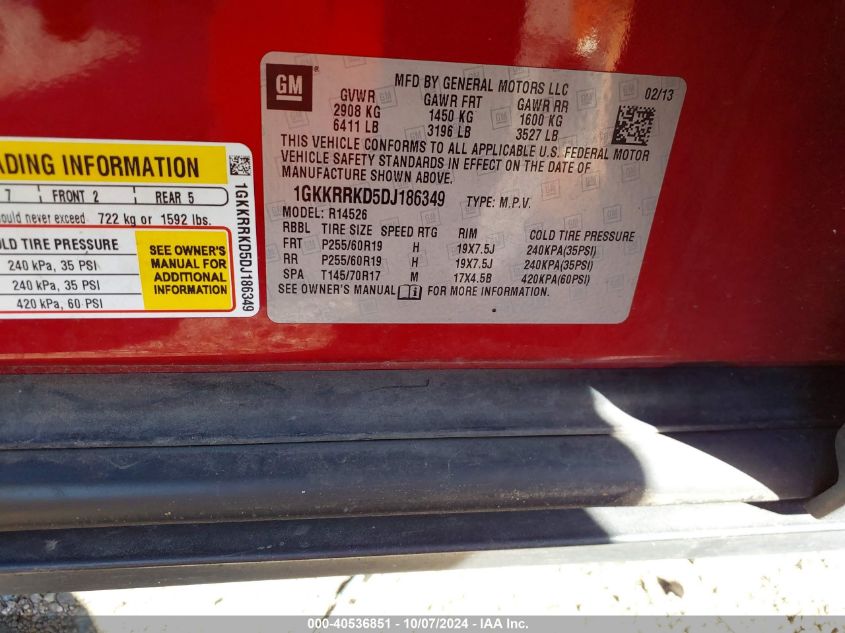 ADING INFORMATION
7 FRONT 2 REAR 5
ould never exceed 722 kg or 1592 lbs.
OLD TIRE PRESSURE
240 kPa, 35 PSI
240 kPa, 35 PSI
420 kPa, 60 PSI
SEE OWNER'S
MANUAL FOR
ADDITIONAL
INFORMATION
1GKKRRKD5DJ186349
GM
MFD BY GENERAL MOTORS LLC
02/13
GVWR GAWR FRT GAWR RR
2908 KG 1450 KG 1600 KG
6411 LB 3196 LB 3527 LB
THIS VEHICLE CONFORMS TO ALL APPLICABLE U.S. FEDERAL MOTOR
VEHICLE SAFETY STANDARDS IN EFFECT ON THE DATE OF
MANUFACTURE SHOWN ABOVE.
1GKKRRKD5DJ186349 TYPE: M.P.V.
MODEL: R14526
RBBL TIRE SIZE SPEED RTG RIM COLD TIRE PRESSURE
FRT P255/60R19 H 19X7.5J 240KPA(35PSI)
RR P255/60R19 H 19X7.5J 240KPA(35PSI)
SPA T145/70R17 M 17X4.5B 420KPA(60PSI)
SEE OWNER'S MANUAL FOR MORE INFORMATION.
000-40536851 | 10/07/2024 | IAA Inc.